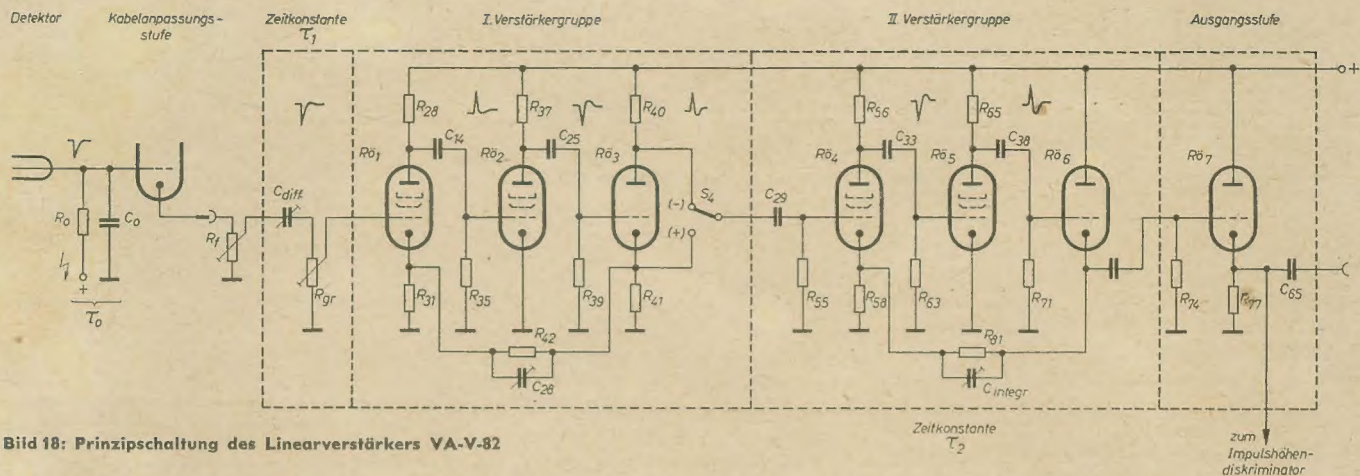 Detektor
Kabelanpassungs-
stufe
Zeitkonstante
τ1
I. Verstärkergruppe
II. Verstärkergruppe
Ausgangsstufe
+
R28
R37
R40
R56
R65
C14
C25
C33
C38
Rö1
Rö2
Rö3
Rö4
Rö5
Rö6
Rö7
Cdiff.
S4
(-)
(+)
C29
R0
C0
Rf
Rgr
+
τ0
R31
R35
R39
R41
R55
R58
R63
R71
R74
R77
C65
R42
C28
R81
Cintegr
Zeitkonstante
τ2
zum
Impulshöhen-
diskriminator
Bild 18: Prinzipschaltung des Linearverstärkers VA-V-82